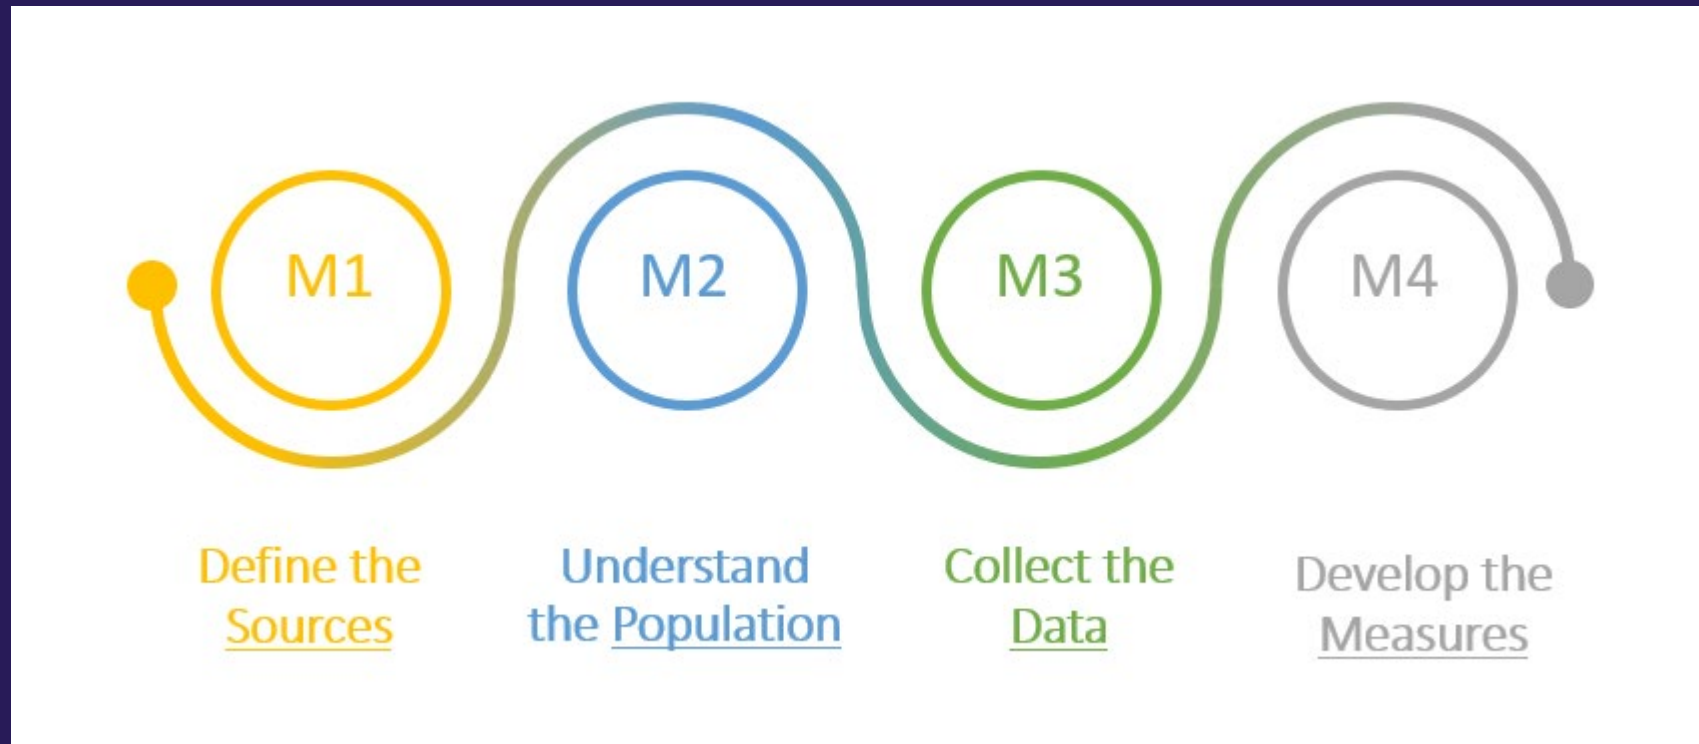 M1
M2
M3
M4
Define the
Sources
Understand
the Population
Collect the
Data
Develop the
Measures